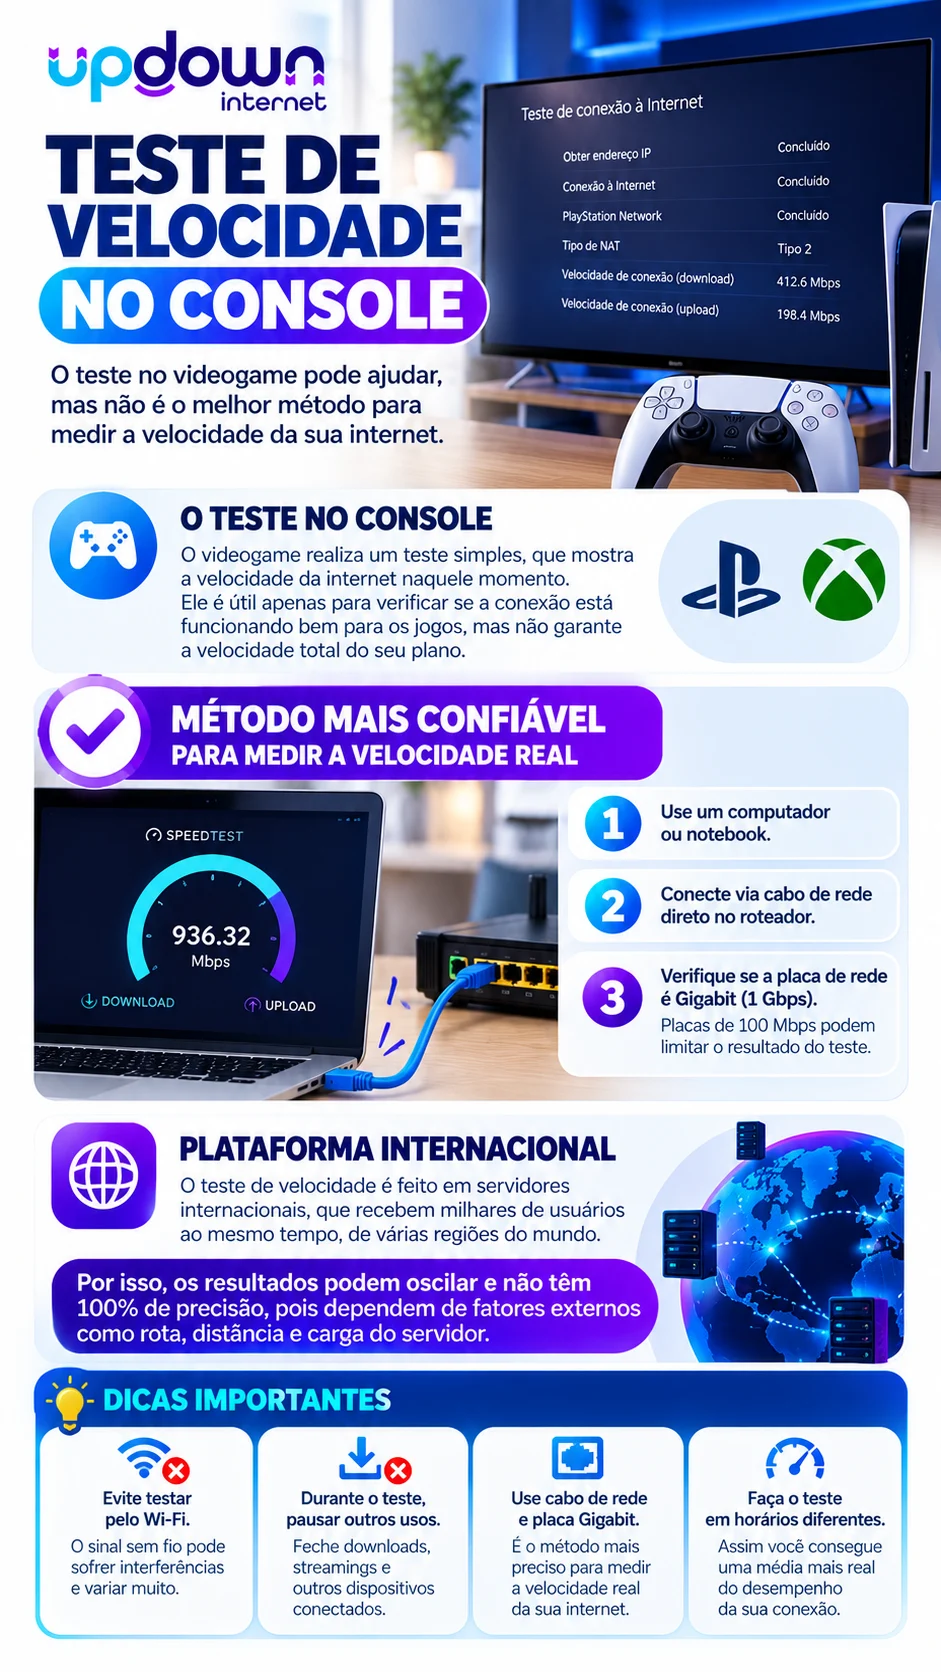 updown
internet
TESTE DE
VELOCIDADE
NO CONSOLE
O teste no videogame pode ajudar,
mas não é o melhor método para
medir a velocidade da sua internet.
Teste de conexão à Internet
Obter endereço IP Concluído
Conexão à Internet Concluído
PlayStation Network Concluído
Tipo de NAT Tipo 2
Velocidade de conexão (download) 412.6 Mbps
Velocidade de conexão (upload) 198.4 Mbps
O TESTE NO CONSOLE
O videogame realiza um teste simples, que mostra
a velocidade da internet naquele momento.
Ele é útil apenas para verificar se a conexão está
funcionando bem para os jogos, mas não garante
a velocidade total do seu plano.
MÉTODO MAIS CONFIÁVEL
PARA MEDIR A VELOCIDADE REAL
SPEEDTEST
936.32
Mbps
DOWNLOAD
UPLOAD
1
Use um computador
ou notebook.
2
Conecte via cabo de rede
direto no roteador.
3
Verifique se a placa de rede
é Gigabit (1 Gbps).
Placas de 100 Mbps podem
limitar o resultado do teste.
PLATAFORMA INTERNACIONAL
O teste de velocidade é feito em servidores
internacionais, que recebem milhares de usuários
ao mesmo tempo, de várias regiões do mundo.
Por isso, os resultados podem oscilar e não têm
100% de precisão, pois dependem de fatores externos
como rota, distância e carga do servidor.
DICAS IMPORTANTES
Evite testar
pelo Wi-Fi.
O sinal sem fio pode
sofrer interferências
e variar muito.
Durante o teste,
pausar outros usos.
Feche downloads,
streamings e
outros dispositivos
conectados.
Use cabo de rede
e placa Gigabit.
É o método mais
preciso para medir
a velocidade real
da sua internet.
Faça o teste
em horários diferentes.
Assim você consegue
uma média mais real
do desempenho
da sua conexão.